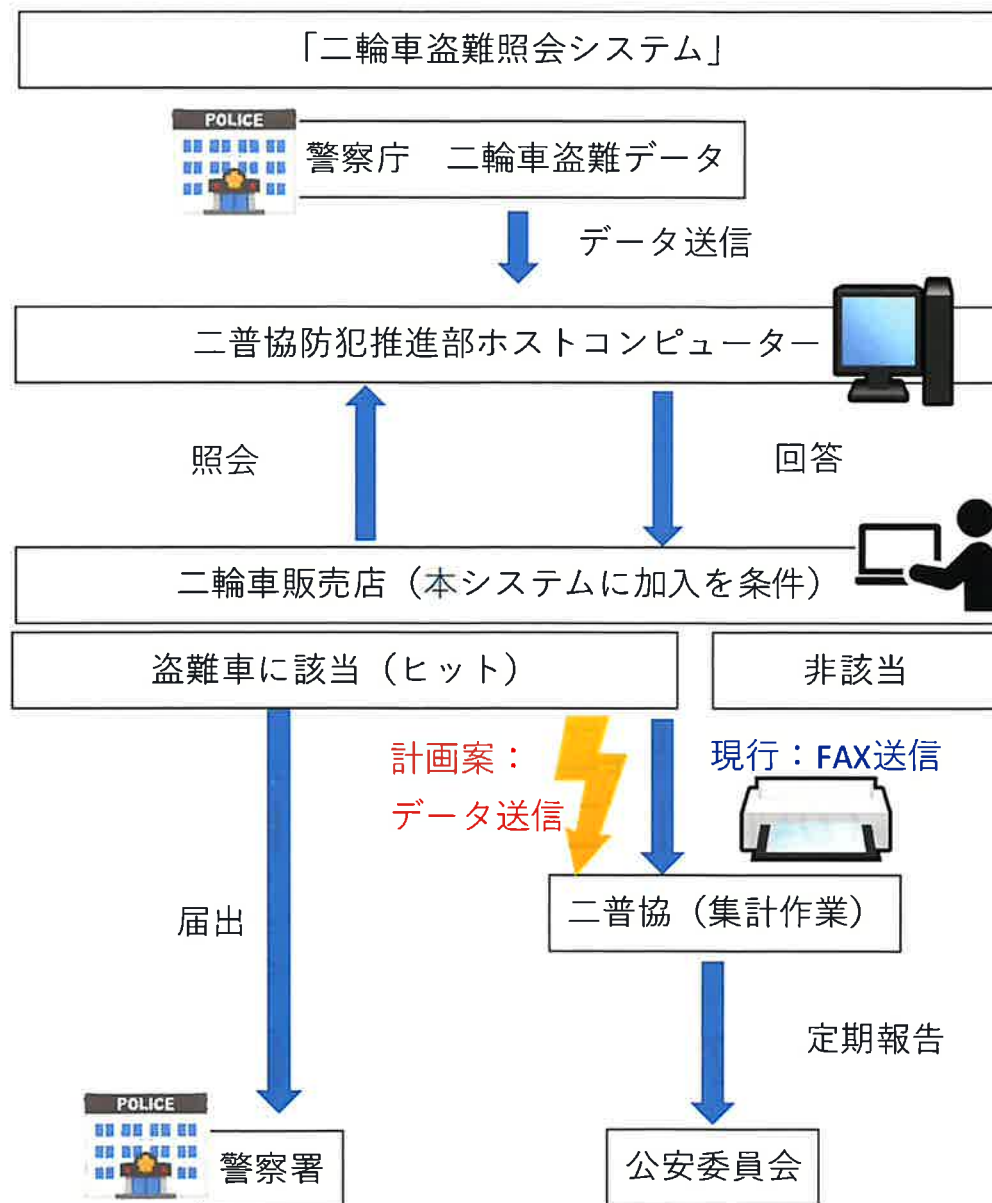 「二輪車盗難照会システム」
POLICE
警察庁　二輪車盗難データ
データ送信
二普協防犯推進部ホストコンピューター
照会
回答
二輪車販売店（本システムに加入を条件）
盗難車に該当（ヒット）
非該当
計画案：
データ送信
現行：FAX送信
二普協（集計作業）
届出
定期報告
POLICE
警察署
公安委員会